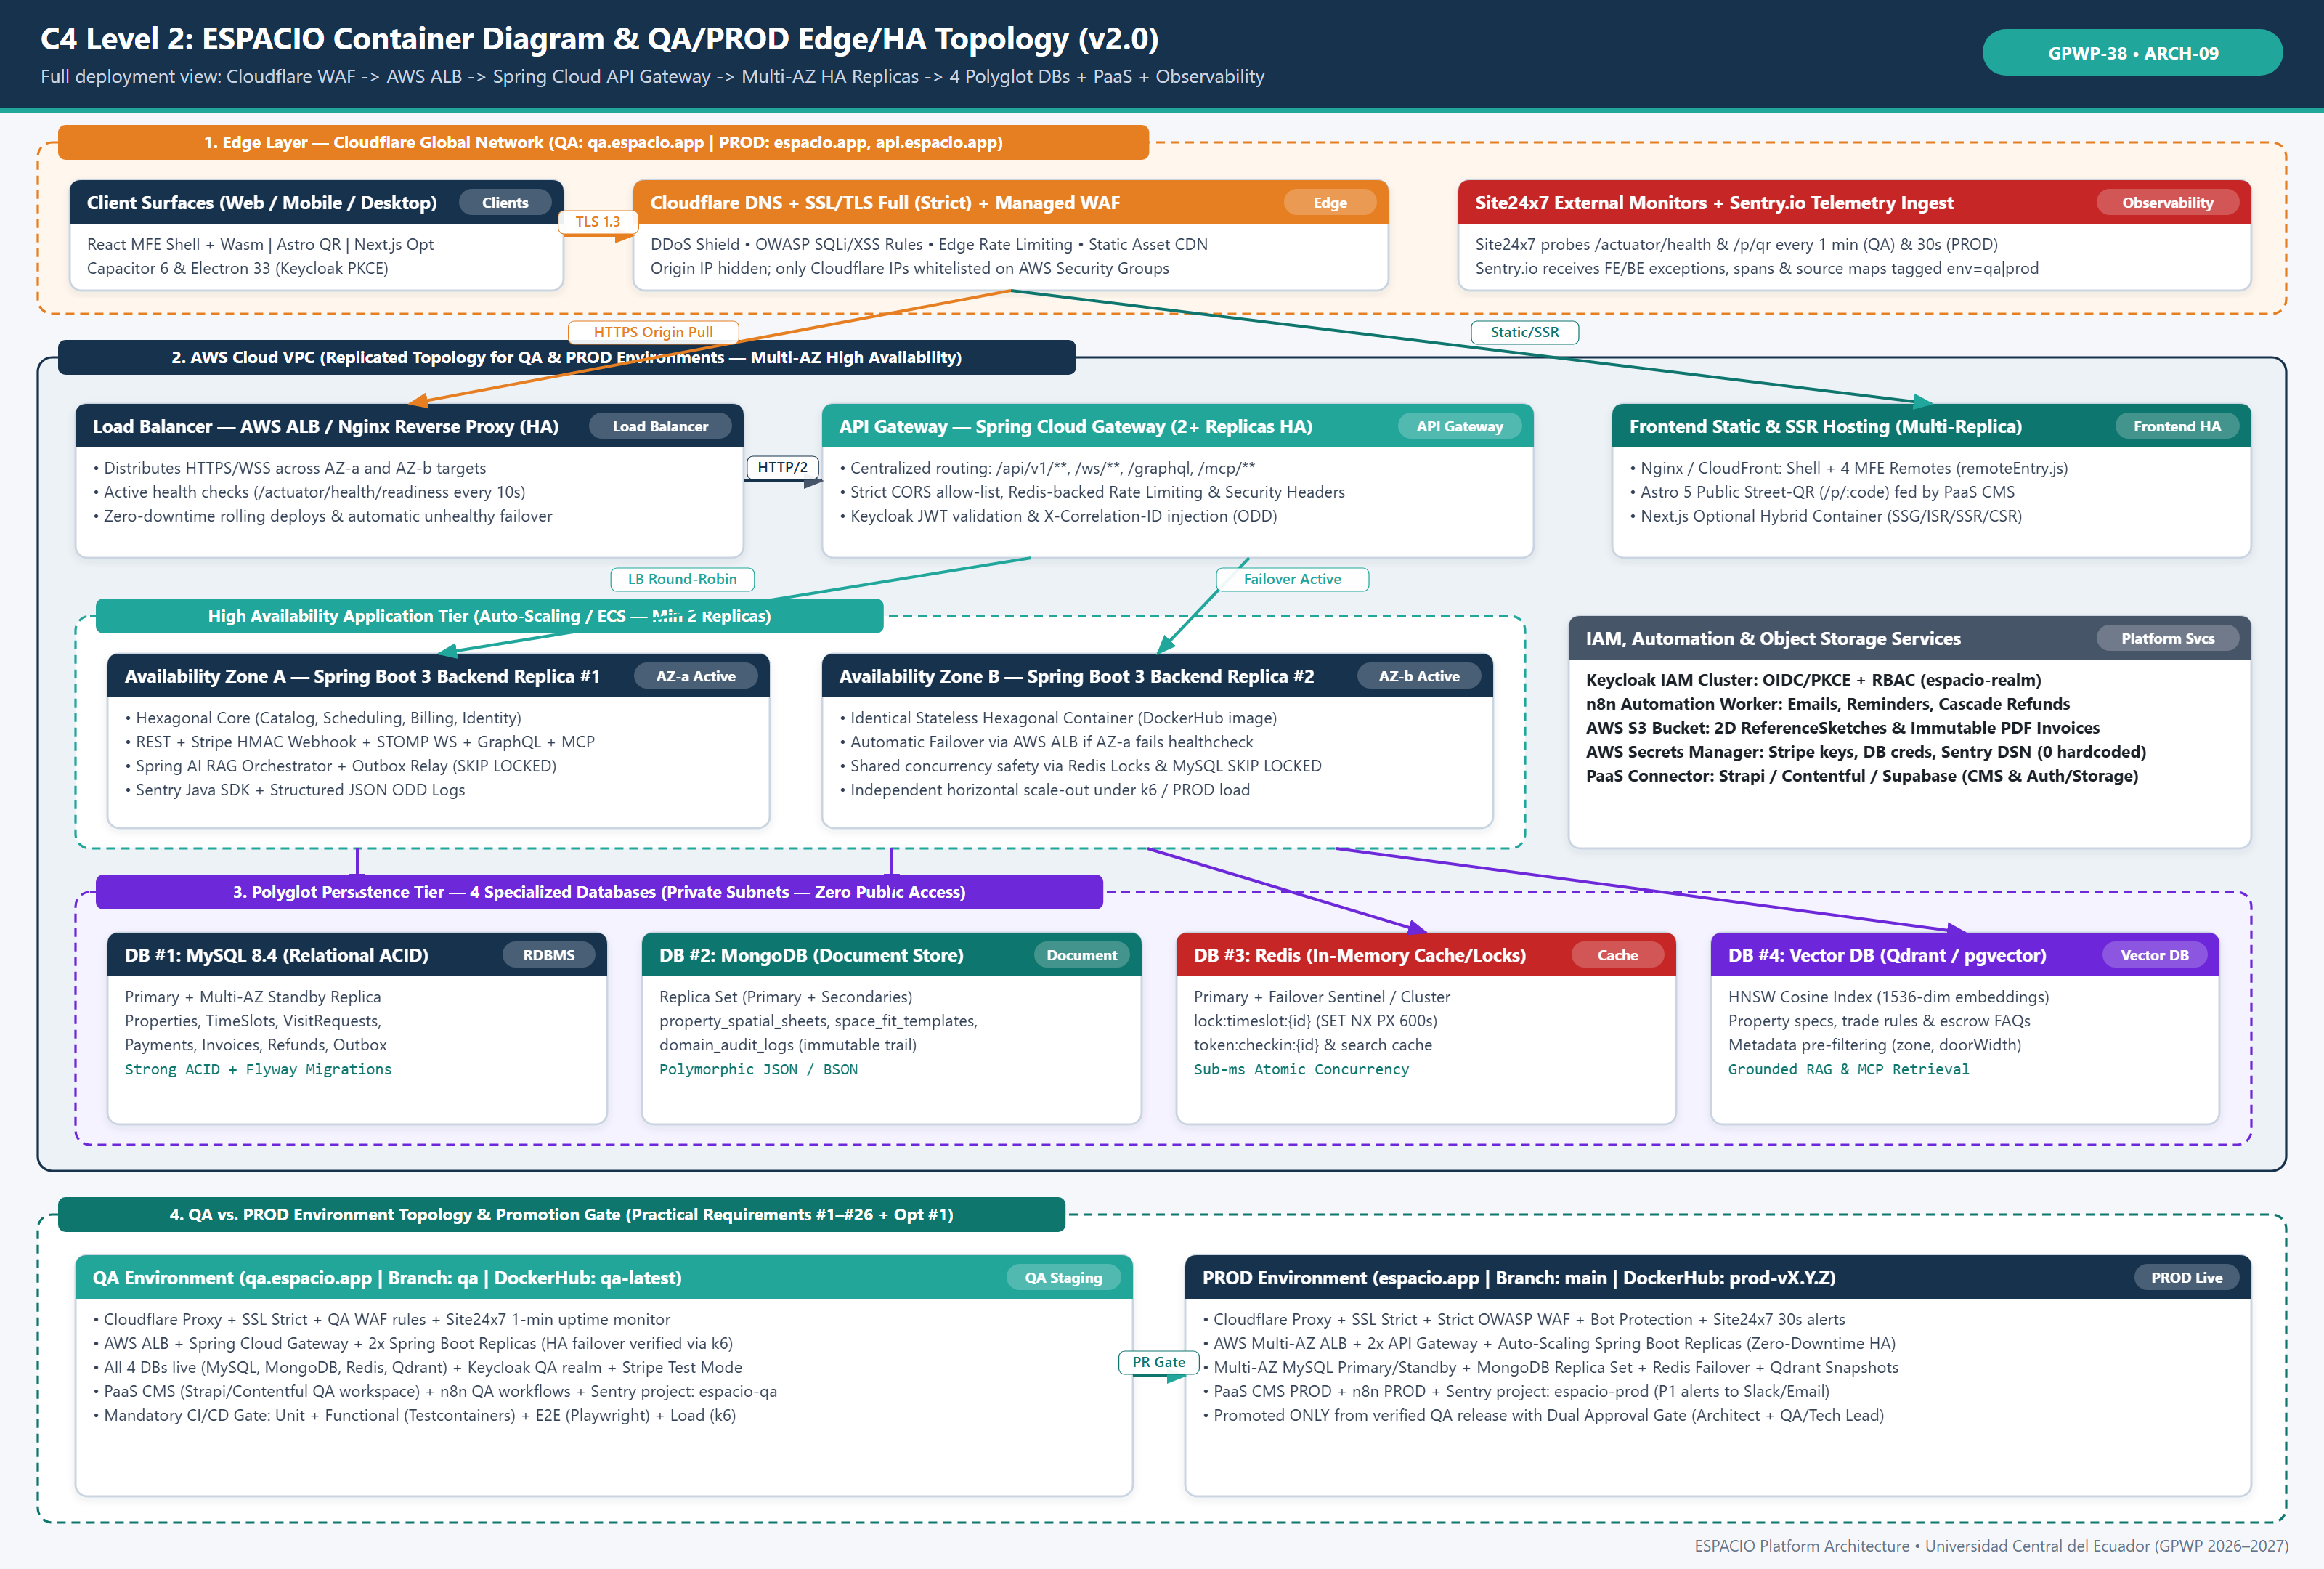 C4 Level 2: ESPACIO Container Diagram & QA/PROD Edge/HA Topology (v2.0)
Full deployment view: Cloudflare WAF -> AWS ALB -> Spring Cloud API Gateway -> Multi-AZ HA Replicas -> 4 Polyglot DBs + PaaS + Observability
GPWP-38 • ARCH-09
1. Edge Layer — Cloudflare Global Network (QA: qa.espacio.app | PROD: espacio.app, api.espacio.app)
Client Surfaces (Web / Mobile / Desktop)
Clients
React MFE Shell + Wasm | Astro QR | Next.js Opt
Capacitor 6 & Electron 33 (Keycloak PKCE)
TLS 1.3
Cloudflare DNS + SSL/TLS Full (Strict) + Managed WAF
Edge
DDoS Shield • OWASP SQLi/XSS Rules • Edge Rate Limiting • Static Asset CDN
Origin IP hidden; only Cloudflare IPs whitelisted on AWS Security Groups
Site24x7 External Monitors + Sentry.io Telemetry Ingest
Observability
Site24x7 probes /actuator/health & /p/qr every 1 min (QA) & 30s (PROD)
Sentry.io receives FE/BE exceptions, spans & source maps tagged env=qa|prod
HTTPS Origin Pull
Static/SSR
2. AWS Cloud VPC (Replicated Topology for QA & PROD Environments — Multi-AZ High Availability)
Load Balancer — AWS ALB / Nginx Reverse Proxy (HA)
Load Balancer
• Distributes HTTPS/WSS across AZ-a and AZ-b targets
• Active health checks (/actuator/health/readiness every 10s)
• Zero-downtime rolling deploys & automatic unhealthy failover
HTTP/2
API Gateway — Spring Cloud Gateway (2+ Replicas HA)
API Gateway
• Centralized routing: /api/v1/**, /ws/**, /graphql, /mcp/**
• Strict CORS allow-list, Redis-backed Rate Limiting & Security Headers
• Keycloak JWT validation & X-Correlation-ID injection (ODD)
Frontend Static & SSR Hosting (Multi-Replica)
Frontend HA
• Nginx / CloudFront: Shell + 4 MFE Remotes (remoteEntry.js)
• Astro 5 Public Street-QR (/p/:code) fed by PaaS CMS
• Next.js Optional Hybrid Container (SSG/ISR/SSR/CSR)
LB Round-Robin
Failover Active
High Availability Application Tier (Auto-Scaling / ECS — Min 2 Replicas)
Availability Zone A — Spring Boot 3 Backend Replica #1
AZ-a Active
• Hexagonal Core (Catalog, Scheduling, Billing, Identity)
• REST + Stripe HMAC Webhook + STOMP WS + GraphQL + MCP
• Spring AI RAG Orchestrator + Outbox Relay (SKIP LOCKED)
• Sentry Java SDK + Structured JSON ODD Logs
Availability Zone B — Spring Boot 3 Backend Replica #2
AZ-b Active
• Identical Stateless Hexagonal Container (DockerHub image)
• Automatic Failover via AWS ALB if AZ-a fails healthcheck
• Shared concurrency safety via Redis Locks & MySQL SKIP LOCKED
• Independent horizontal scale-out under k6 / PROD load
IAM, Automation & Object Storage Services
Platform Svcs
Keycloak IAM Cluster: OIDC/PKCE + RBAC (espacio-realm)
n8n Automation Worker: Emails, Reminders, Cascade Refunds
AWS S3 Bucket: 2D ReferenceSketches & Immutable PDF Invoices
AWS Secrets Manager: Stripe keys, DB creds, Sentry DSN (0 hardcoded)
PaaS Connector: Strapi / Contentful / Supabase (CMS & Auth/Storage)
3. Polyglot Persistence Tier — 4 Specialized Databases (Private Subnets — Zero Public Access)
DB #1: MySQL 8.4 (Relational ACID)
RDBMS
Primary + Multi-AZ Standby Replica
Properties, TimeSlots, VisitRequests,
Payments, Invoices, Refunds, Outbox
Strong ACID + Flyway Migrations
DB #2: MongoDB (Document Store)
Document
Replica Set (Primary + Secondaries)
property_spatial_sheets, space_fit_templates,
domain_audit_logs (immutable trail)
Polymorphic JSON / BSON
DB #3: Redis (In-Memory Cache/Locks)
Cache
Primary + Failover Sentinel / Cluster
lock:timeslot:{id} (SET NX PX 600s)
token:checkin:{id} & search cache
Sub-ms Atomic Concurrency
DB #4: Vector DB (Qdrant / pgvector)
Vector DB
HNSW Cosine Index (1536-dim embeddings)
Property specs, trade rules & escrow FAQs
Metadata pre-filtering (zone, doorWidth)
Grounded RAG & MCP Retrieval
4. QA vs. PROD Environment Topology & Promotion Gate (Practical Requirements #1–#26 + Opt #1)
QA Environment (qa.espacio.app | Branch: qa | DockerHub: qa-latest)
QA Staging
• Cloudflare Proxy + SSL Strict + QA WAF rules + Site24x7 1-min uptime monitor
• AWS ALB + Spring Cloud Gateway + 2x Spring Boot Replicas (HA failover verified via k6)
• All 4 DBs live (MySQL, MongoDB, Redis, Qdrant) + Keycloak QA realm + Stripe Test Mode
• PaaS CMS (Strapi/Contentful QA workspace) + n8n QA workflows + Sentry project: espacio-qa
• Mandatory CI/CD Gate: Unit + Functional (Testcontainers) + E2E (Playwright) + Load (k6)
PR Gate
PROD Environment (espacio.app | Branch: main | DockerHub: prod-vX.Y.Z)
PROD Live
• Cloudflare Proxy + SSL Strict + Strict OWASP WAF + Bot Protection + Site24x7 30s alerts
• AWS Multi-AZ ALB + 2x API Gateway + Auto-Scaling Spring Boot Replicas (Zero-Downtime HA)
• Multi-AZ MySQL Primary/Standby + MongoDB Replica Set + Redis Failover + Qdrant Snapshots
• PaaS CMS PROD + n8n PROD + Sentry project: espacio-prod (P1 alerts to Slack/Email)
• Promoted ONLY from verified QA release with Dual Approval Gate (Architect + QA/Tech Lead)
ESPACIO Platform Architecture • Universidad Central del Ecuador (GPWP 2026–2027)